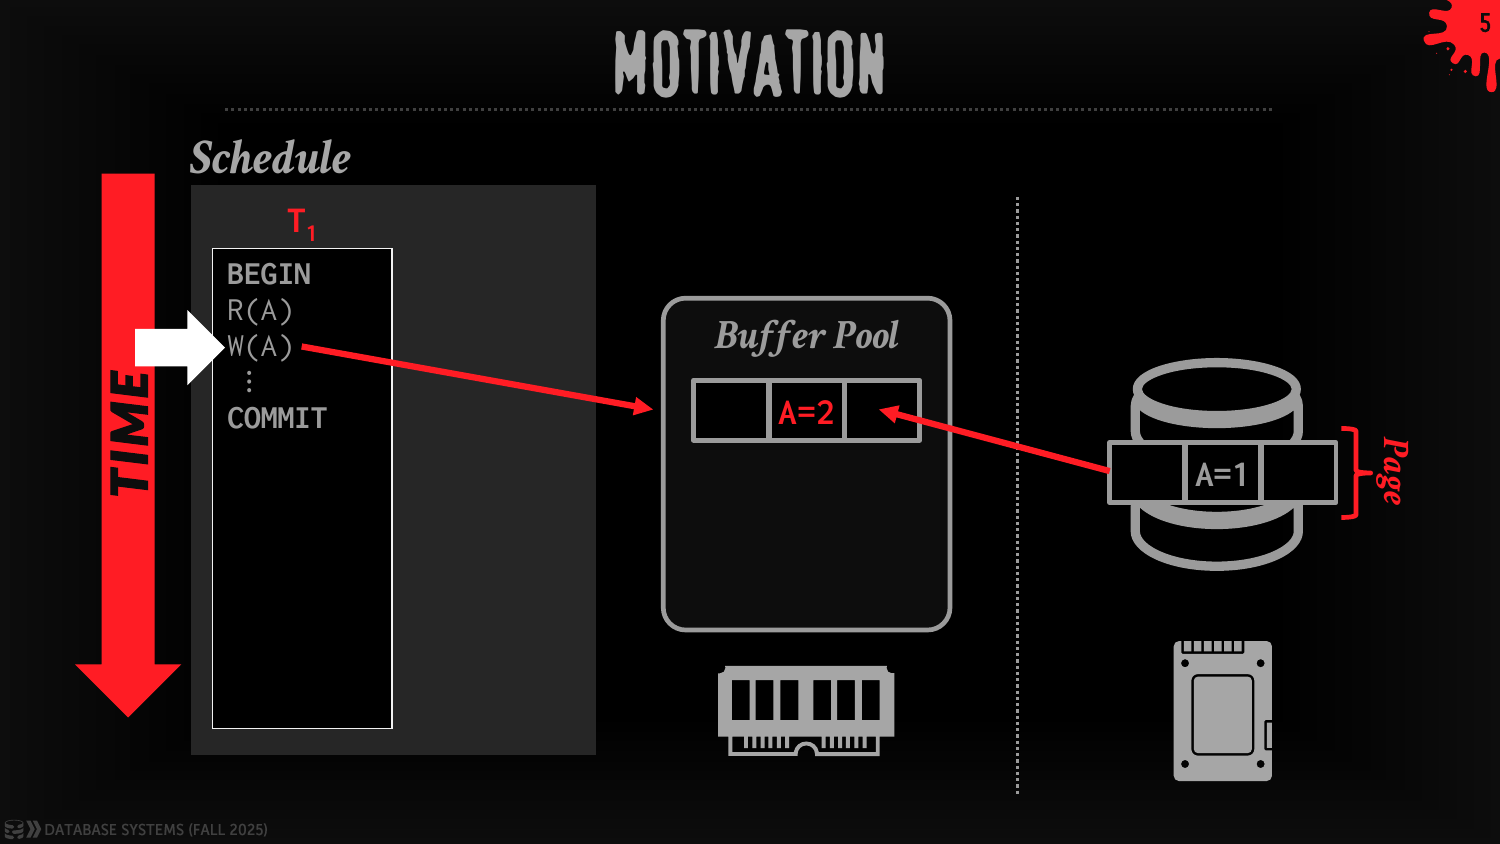 MOTIVATION
5
Schedule
T1
BEGIN
R(A)
W(A)
⋮
COMMIT
TIME
Buffer Pool
A=2
A=1
Page
DATABASE SYSTEMS (FALL 2025)